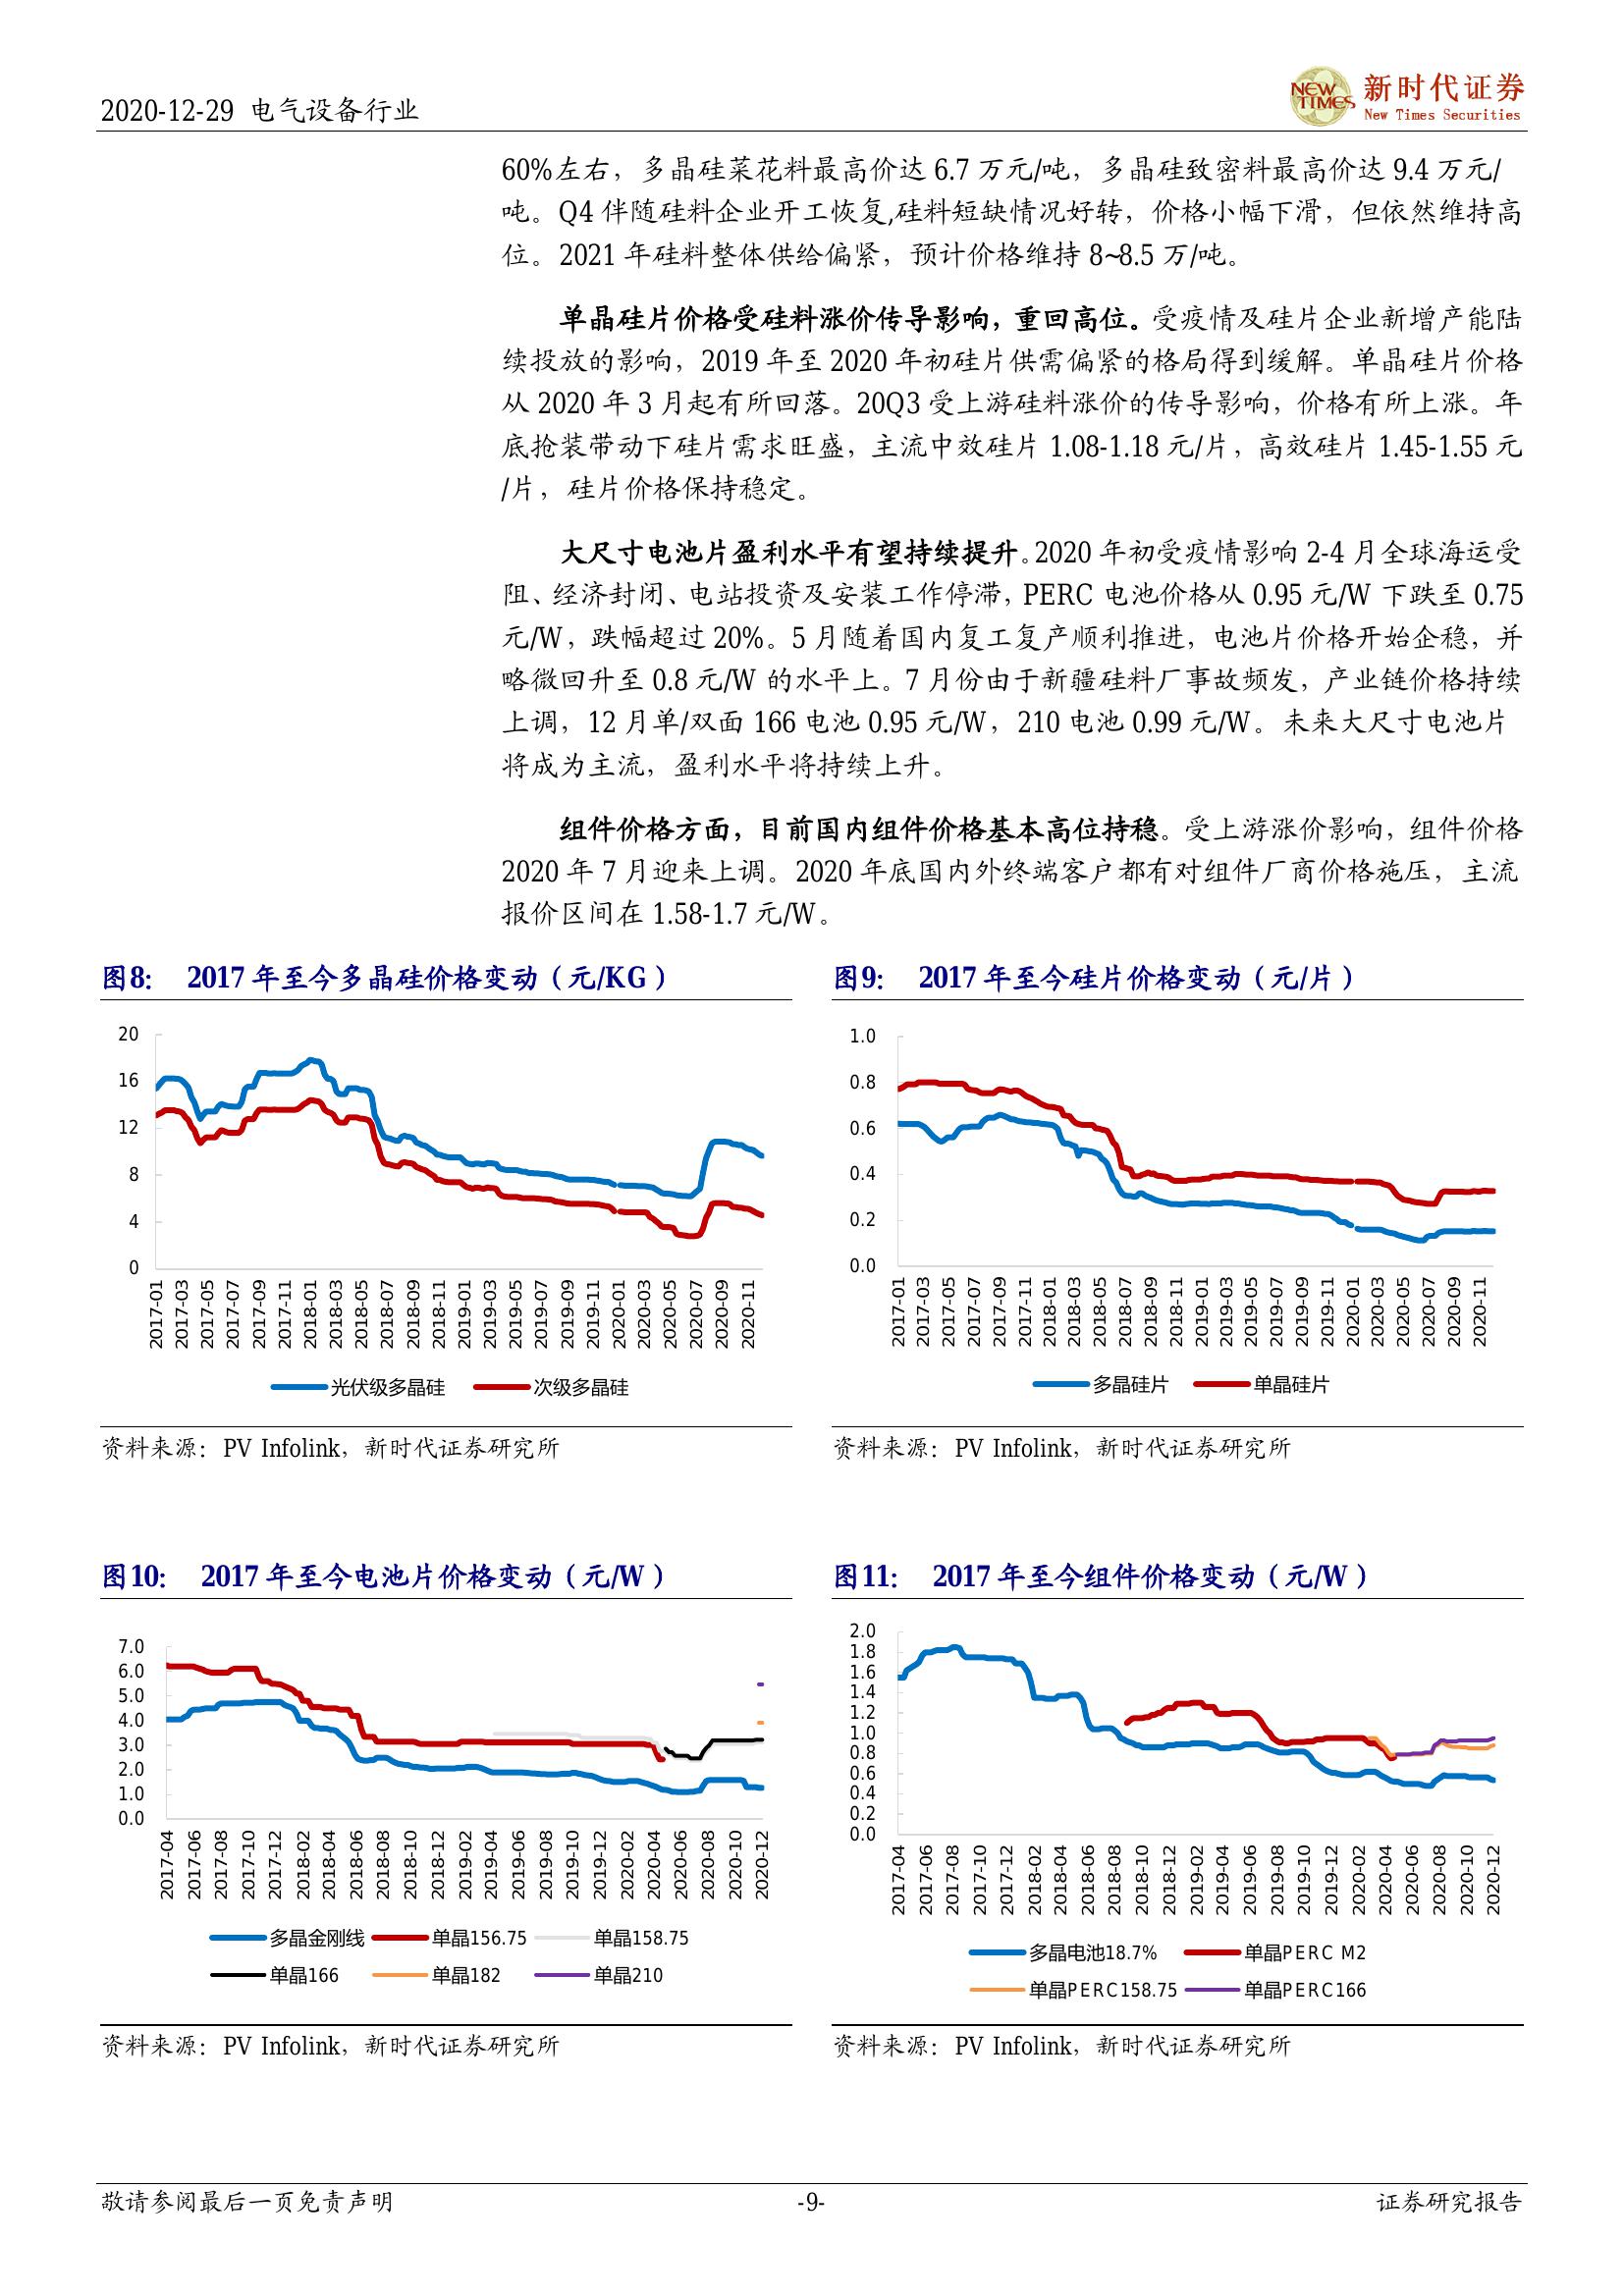 2020-12-29 电气设备行业
NEW TIMES 新时代证券
New Times Securities
60%左右，多晶硅菜花料最高价达 6.7 万元/吨，多晶硅致密料最高价达 9.4 万元/
吨。Q4 伴随硅料企业开工恢复,硅料短缺情况好转，价格小幅下滑，但依然维持高
位。2021 年硅料整体供给偏紧，预计价格维持 8~8.5 万/吨。
单晶硅片价格受硅料涨价传导影响，重回高位。受疫情及硅片企业新增产能陆
续投放的影响，2019 年至 2020 年初硅片供需偏紧的格局得到缓解。单晶硅片价格
从 2020 年 3 月起有所回落。20Q3 受上游硅料涨价的传导影响，价格有所上涨。年
底抢装带动下硅片需求旺盛，主流中效硅片 1.08-1.18 元/片，高效硅片 1.45-1.55 元
/片，硅片价格保持稳定。
大尺寸电池片盈利水平有望持续提升。2020 年初受疫情影响 2-4 月全球海运受
阻、经济封闭、电站投资及安装工作停滞，PERC 电池价格从 0.95 元/W 下跌至 0.75
元/W，跌幅超过 20%。5 月随着国内复工复产顺利推进，电池片价格开始企稳，并
略微回升至 0.8 元/W 的水平上。7 月份由于新疆硅料厂事故频发，产业链价格持续
上调，12 月单/双面 166 电池 0.95 元/W，210 电池 0.99 元/W。未来大尺寸电池片
将成为主流，盈利水平将持续上升。
组件价格方面，目前国内组件价格基本高位持稳。受上游涨价影响，组件价格
2020 年 7 月迎来上调。2020 年底国内外终端客户都有对组件厂商价格施压，主流
报价区间在 1.58-1.7 元/W。
图8： 2017 年至今多晶硅价格变动（元/KG）
20
16
12
8
4
0
2017-01 2017-03 2017-05 2017-07 2017-09 2017-11 2018-01 2018-03 2018-05 2018-07 2018-09 2018-11 2019-01 2019-03 2019-05 2019-07 2019-09 2019-11 2020-01 2020-03 2020-05 2020-07 2020-09 2020-11
光伏级多晶硅 次级多晶硅
资料来源：PV Infolink，新时代证券研究所
图9： 2017 年至今硅片价格变动（元/片）
1.0
0.8
0.6
0.4
0.2
0.0
2017-01 2017-03 2017-05 2017-07 2017-09 2017-11 2018-01 2018-03 2018-05 2018-07 2018-09 2018-11 2019-01 2019-03 2019-05 2019-07 2019-09 2019-11 2020-01 2020-03 2020-05 2020-07 2020-09 2020-11
多晶硅片 单晶硅片
资料来源：PV Infolink，新时代证券研究所
图10： 2017 年至今电池片价格变动（元/W）
7.0
6.0
5.0
4.0
3.0
2.0
1.0
0.0
2017-04 2017-06 2017-08 2017-10 2017-12 2018-02 2018-04 2018-06 2018-08 2018-10 2018-12 2019-02 2019-04 2019-06 2019-08 2019-10 2019-12 2020-02 2020-04 2020-06 2020-08 2020-10 2020-12
多晶金刚线 单晶156.75 单晶158.75
单晶166 单晶182 单晶210
资料来源：PV Infolink，新时代证券研究所
图11： 2017 年至今组件价格变动（元/W）
2.0
1.8
1.6
1.4
1.2
1.0
0.8
0.6
0.4
0.2
0.0
2017-04 2017-06 2017-08 2017-10 2017-12 2018-02 2018-04 2018-06 2018-08 2018-10 2018-12 2019-02 2019-04 2019-06 2019-08 2019-10 2019-12 2020-02 2020-04 2020-06 2020-08 2020-10 2020-12
多晶电池18.7% 单晶PERC M2
单晶PERC158.75 单晶PERC166
资料来源：PV Infolink，新时代证券研究所
敬请参阅最后一页免责声明 -9- 证券研究报告